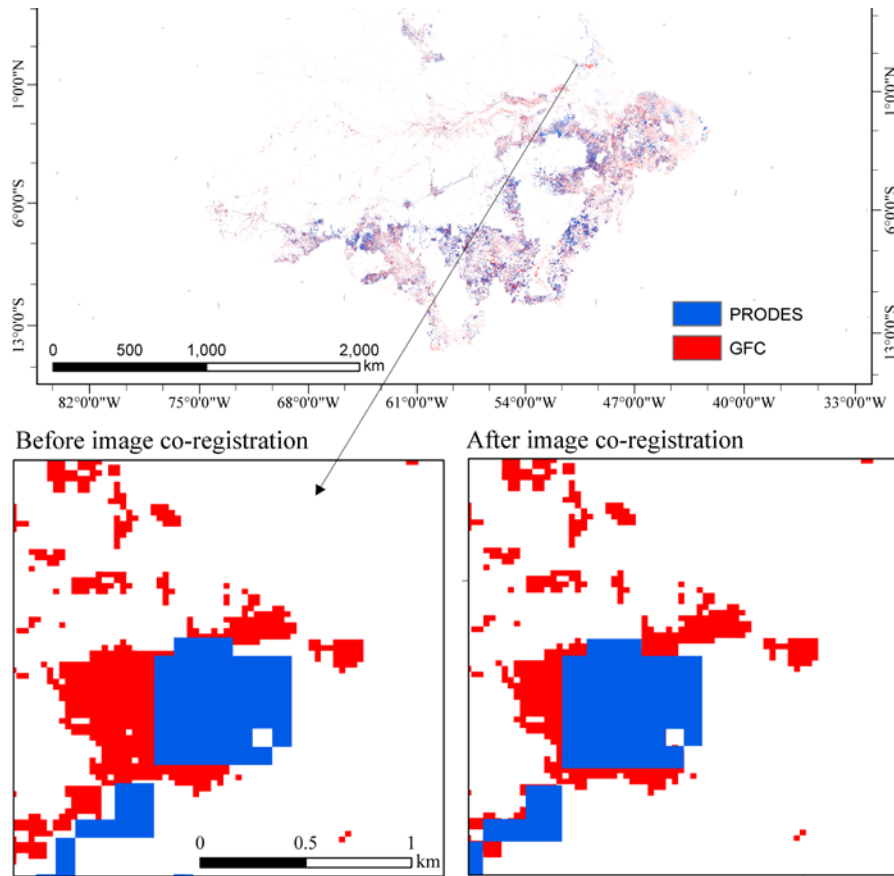 1°0'0"N
6°0'0"S
13°0'0"S
1°0'0"N
6°0'0"S
13°0'0"S
PRODES
GFC
0 500 1,000 2,000
km
82°0'0"W 75°0'0"W 68°0'0"W 61°0'0"W 54°0'0"W 47°0'0"W 40°0'0"W 33°0'0"W
Before image co-registration After image co-registration
0 0.5 1
km